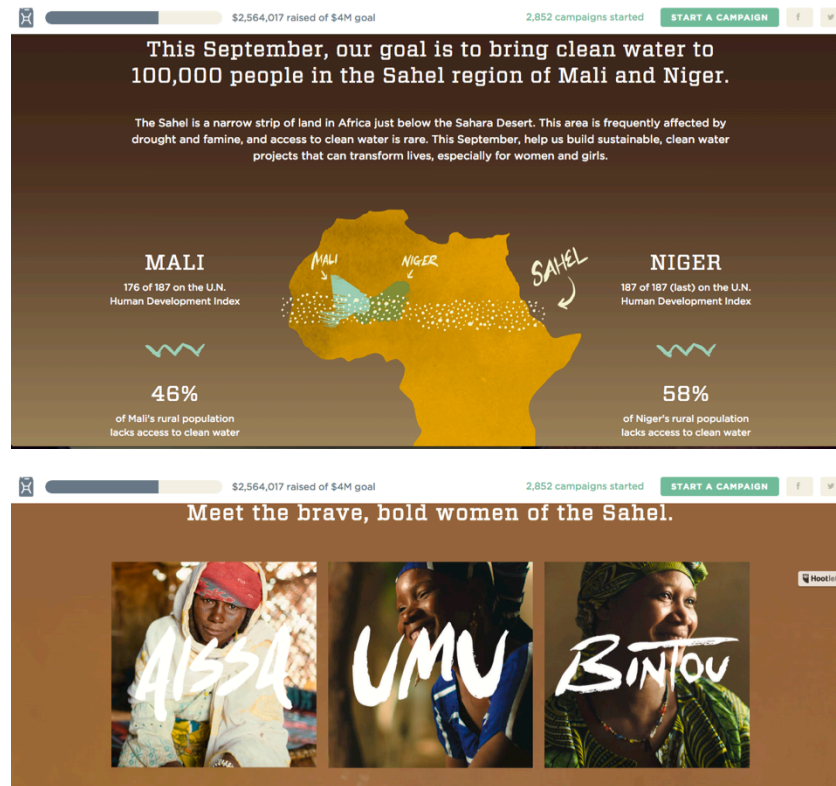 $2,564,017 raised of $4M goal
2,852 campaigns started
START A CAMPAIGN
f
This September, our goal is to bring clean water to
100,000 people in the Sahel region of Mali and Niger.
The Sahel is a narrow strip of land in Africa just below the Sahara Desert. This area is frequently affected by
drought and famine, and access to clean water is rare. This September, help us build sustainable, clean water
projects that can transform lives, especially for women and girls.
MALI
176 of 187 on the U.N.
Human Development Index
46%
of Mali's rural population
lacks access to clean water
MALI
NIGER
SAHEL
NIGER
187 of 187 (last) on the U.N.
Human Development Index
58%
of Niger's rural population
lacks access to clean water
$2,564,017 raised of $4M goal
2,852 campaigns started
START A CAMPAIGN
f
Meet the brave, bold women of the Sahel.
AISSA
UMU
BINTOU